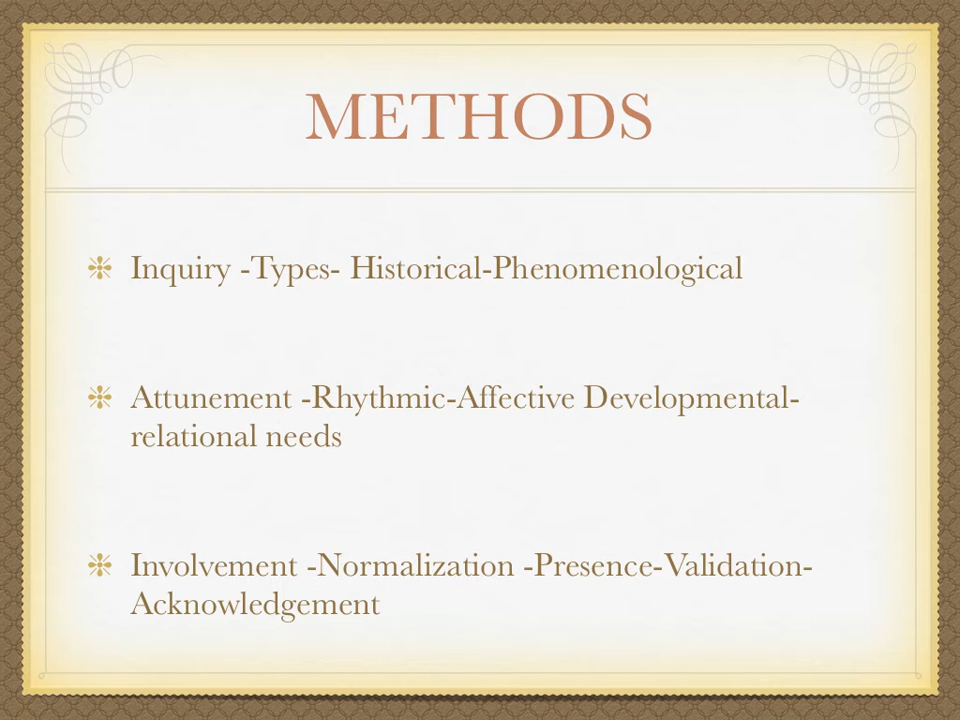 METHODS
Inquiry -Types- Historical-Phenomenological
Attunement -Rhythmic-Affective Developmental-
relational needs
Involvement -Normalization -Presence-Validation-
Acknowledgement